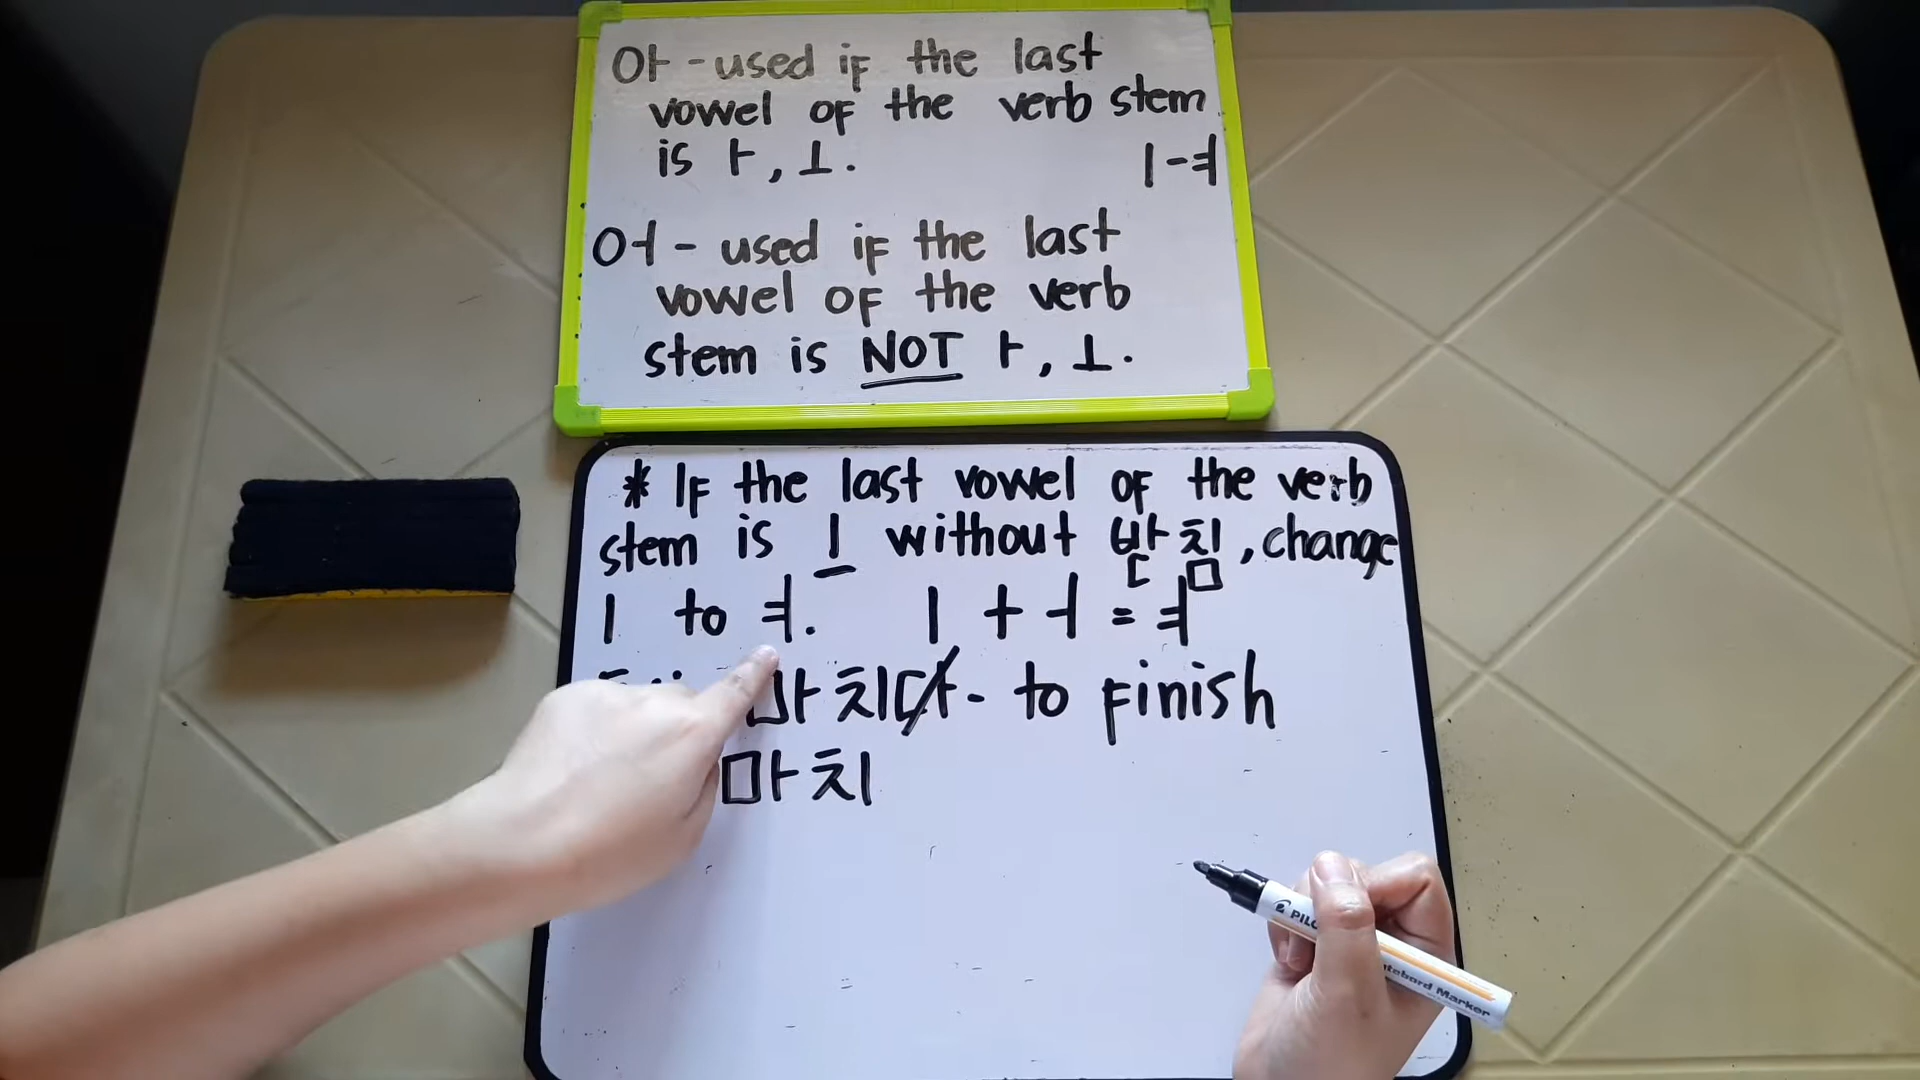 아 - used if the last
vowel of the verb stem
is ㅏ, ㅗ.
ㅣ-ㅕ
어 - used if the last
vowel of the verb
stem is NOT ㅏ, ㅗ.
* If the last vowel of the verb
stem is ㅣ without 받침, change
ㅣ to ㅕ. ㅣ + ㅓ = ㅕ
마치다 - to finish
마치
Marker